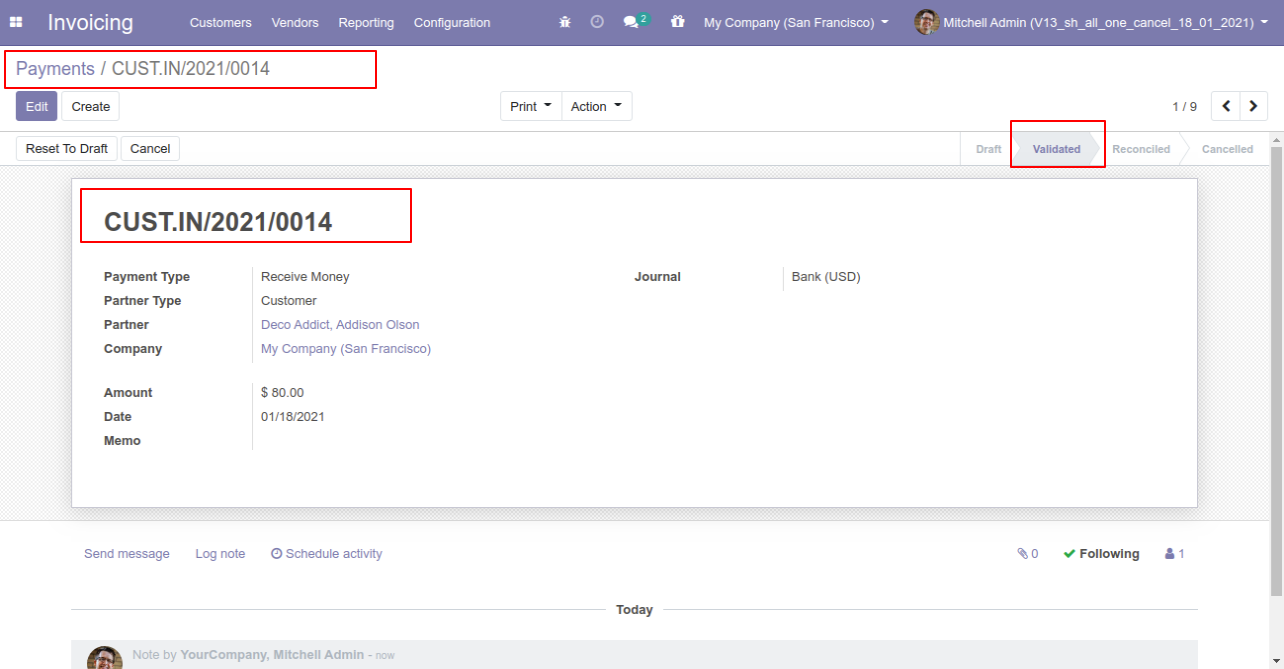 Invoicing Customers Vendors Reporting Configuration 2 My Company (San Francisco) Mitchell Admin (V13_sh_all_one_cancel_18_01_2021)
Payments / CUST.IN/2021/0014
Edit Create Print Action 1 / 9
Reset To Draft Cancel Draft Validated Reconciled Cancelled
CUST.IN/2021/0014
Payment Type Receive Money Journal Bank (USD)
Partner Type Customer
Partner Deco Addict, Addison Olson
Company My Company (San Francisco)
Amount $ 80.00
Date 01/18/2021
Memo
Send message Log note Schedule activity 0 Following 1
Today
Note by YourCompany, Mitchell Admin - now